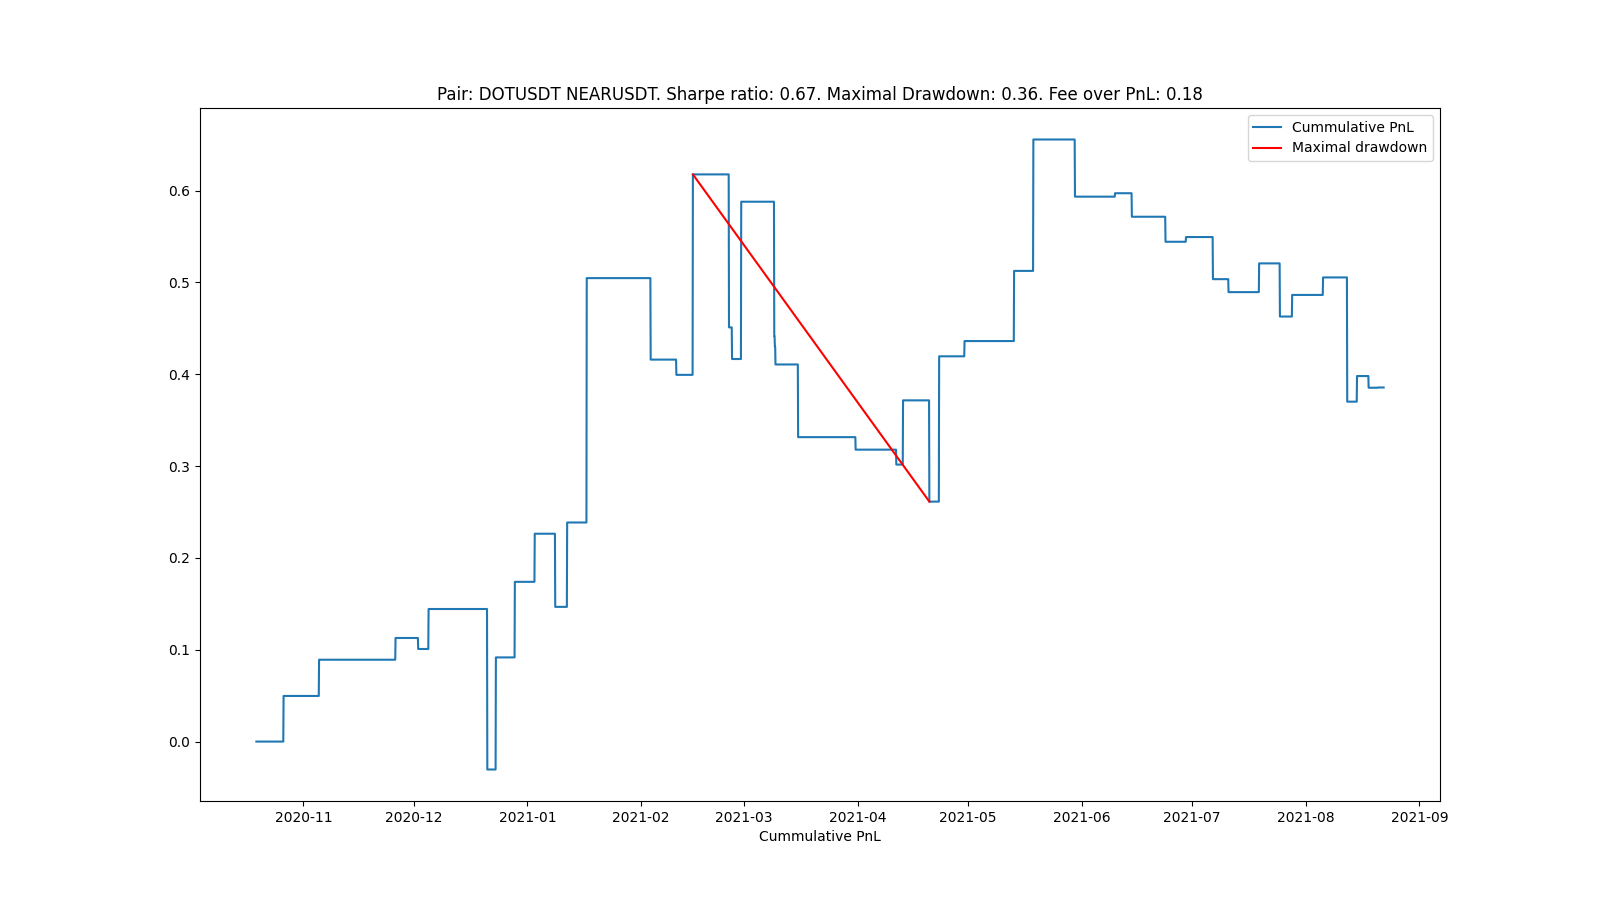 Pair: DOTUSDT NEARUSDT. Sharpe ratio: 0.67. Maximal Drawdown: 0.36. Fee over PnL: 0.18
Cummulative PnL
Maximal drawdown
0.6
0.5
0.4
0.3
0.2
0.1
0.0
2020-11 2020-12 2021-01 2021-02 2021-03 2021-04 2021-05 2021-06 2021-07 2021-08 2021-09
Cummulative PnL